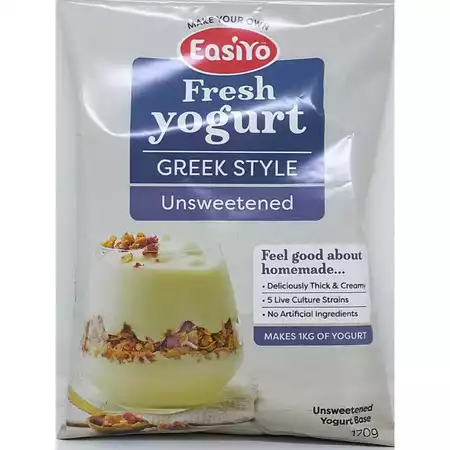 MAKE YOUR OWN
EasiYo
Fresh
yogurt
GREEK STYLE
Unsweetened
Feel good about
homemade...
• Deliciously Thick & Creamy
• 5 Live Culture Strains
• No Artificial Ingredients
MAKES 1KG OF YOGURT
Unsweetened
Yogurt Base
170g